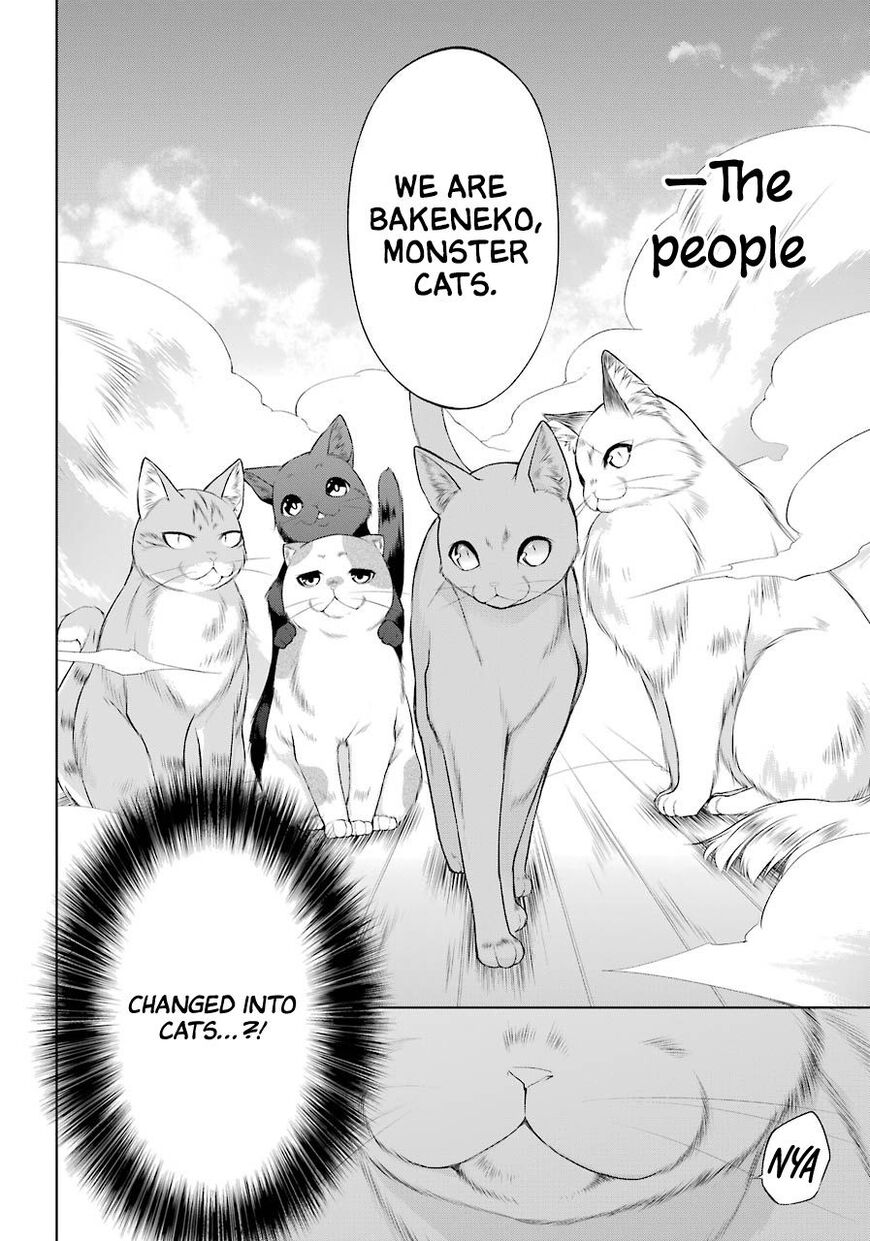 —The
people
WE ARE
BAKENEKO,
MONSTER
CATS.
CHANGED INTO
CATS...?!
NYA